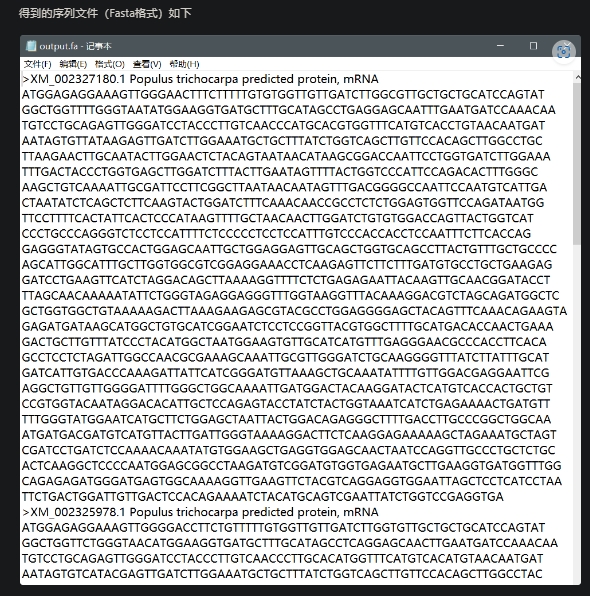 得到的序列文件（Fasta格式）如下
output.fa - 记事本
文件(F) 编辑(E) 格式(O) 查看(V) 帮助(H)
>XM_002327180.1 Populus trichocarpa predicted protein, mRNA
ATGGAGAGGAAAGTTGGGAACTTTCTTTTTGTGTGGTTGTTGATCTTGGCGTTGCTGCTGCATCCAGTAT
GGCTGGTTTTGGGTAATATGGAAGGTGATGCTTTGCATAGCCTGAGGAGCAATTTGAATGATCCAAACAA
TGTCCTGCAGAGTTGGGATCCTACCCTTGTCAACCCATGCACGTGGTTTCATGTCACCTGTAACAATGAT
AATAGTGTTATAAGAGTTGATCTTGGAAATGCTGCTTTATCTGGTCAGCTTGTTCCACAGCTTGGCCTGC
TTAAGAACTTGCAATACTTGGAACTCTACAGTAATAACATAAGCGGACCAATTCCTGGTGATCTTGGAAA
TTTGACTACCCTGGTGAGCTTGGATCTTTACTTGAATAGTTTTACTGGTCCCATTCCAGACACTTTGGGC
AAGCTGTCAAAATTGCGATTCCTTCGGCTTAATAACAATAGTTTGACGGGGCCAATTCCAATGTCATTGA
CTAATATCTCAGCTCTTCAAGTACTGGATCTTTCAAACAACCGCCTCTCTGGAGTGGTTCCAGATAATGG
TTCCTTTTCACTATTCACTCCCATAAGTTTTGCTAACAACTTGGATCTGTGTGGACCAGTTACTGGTCAT
CCCTGCCCAGGGTCTCCTCCATTTTCTCCCCCTCCTCCATTTGTCCCACCACCTCCAATTTCTTCACCAG
GAGGGTATAGTGCCACTGGAGCAATTGCTGGAGGAGTTGCAGCTGGTGCAGCCTTACTGTTTGCTGCCCC
AGCATTGGCATTTGCTTGGTGGCGTCGGAGGAAACCTCAAGAGTTCTTCTTTGATGTGCCTGCTGAAGAG
GATCCTGAAGTTCATCTAGGACAGCTTAAAAGGTTTTCTCTGAGAGAATTACAAGTTGCAACGGATACCT
TTAGCAACAAAAATATTCTGGGTAGAGGAGGGTTTGGTAAGGTTTACAAAGGACGTCTAGCAGATGGCTC
GCTGGTGGCTGTAAAAAGACTTAAAGAAGAGCGTACGCCTGGAGGGGAGCTACAGTTTCAAACAGAAGTA
GAGATGATAAGCATGGCTGTGCATCGGAATCTCCTCCGGTTACGTGGCTTTTGCATGACACCAACTGAAA
GACTGCTTGTTTATCCCTACATGGCTAATGGAAGTGTTGCATCATGTTTGAGGGAACGCCCACCTTCACA
GCCTCCTCTAGATTGGCCAACGCGAAAGCAAATTGCGTTGGGATCTGCAAGGGGTTTATCTTATTTGCAT
GATCATTGTGACCCAAAGATTATTCATCGGGATGTTAAAGCTGCAAATATTTTGTTGGACGAGGAATTCG
AGGCTGTTGTTGGGGATTTTGGGCTGGCAAAATTGATGGACTACAAGGATACTCATGTCACCACTGCTGT
CCGTGGTACAATAGGACACATTGCTCCAGAGTACCTATCTACTGGTAAATCATCTGAGAAAACTGATGTT
TTTGGGTATGGAATCATGCTTCTGGAGCTAATTACTGGACAGAGGGCTTTTGACCTTGCCCGGCTGGCAA
ATGATGACGATGTCATGTTACTTGATTGGGTAAAAGGACTTCTCAAGGAGAAAAAGCTAGAAATGCTAGT
CGATCCTGATCTCCAAAACAAATATGTGGAAGCTGAGGTGGAGCAACTAATCCAGGTTGCCCTGCTCTGC
ACTCAAGGCTCCCCAATGGAGCGGCCTAAGATGTCGGATGTGGTGAGAATGCTTGAAGGTGATGGTTTGG
CAGAGAGATGGGATGAGTGGCAAAAGGTTGAAGTTCTACGTCAGGAGGTGGAATTAGCTCCTCATCCTAA
TTCTGACTGGATTGTTGACTCCACAGAAAATCTACATGCAGTCGAATTATCTGGTCCGAGGTGA
>XM_002325978.1 Populus trichocarpa predicted protein, mRNA
ATGGAGAGGAAAGTTGGGGACCTTCTGTTTTTGTGGTTGTTGATCTTGGTGTTGCTGCTGCATCCAGTAT
GGCTGGTTCTGGGTAACATGGAAGGTGATGCTTTGCATAGCCTCAGGAGCAACTTGAATGATCCAAACAA
TGTCCTGCAGAGTTGGGATCCTACCCTTGTCAACCCTTGCACATGGTTTCATGTCACATGTAACAATGAT
AATAGTGTCATACGAGTTGATCTTGGAAATGCTGCTTTATCTGGTCAGCTTGTTCCACAGCTTGGCCTAC